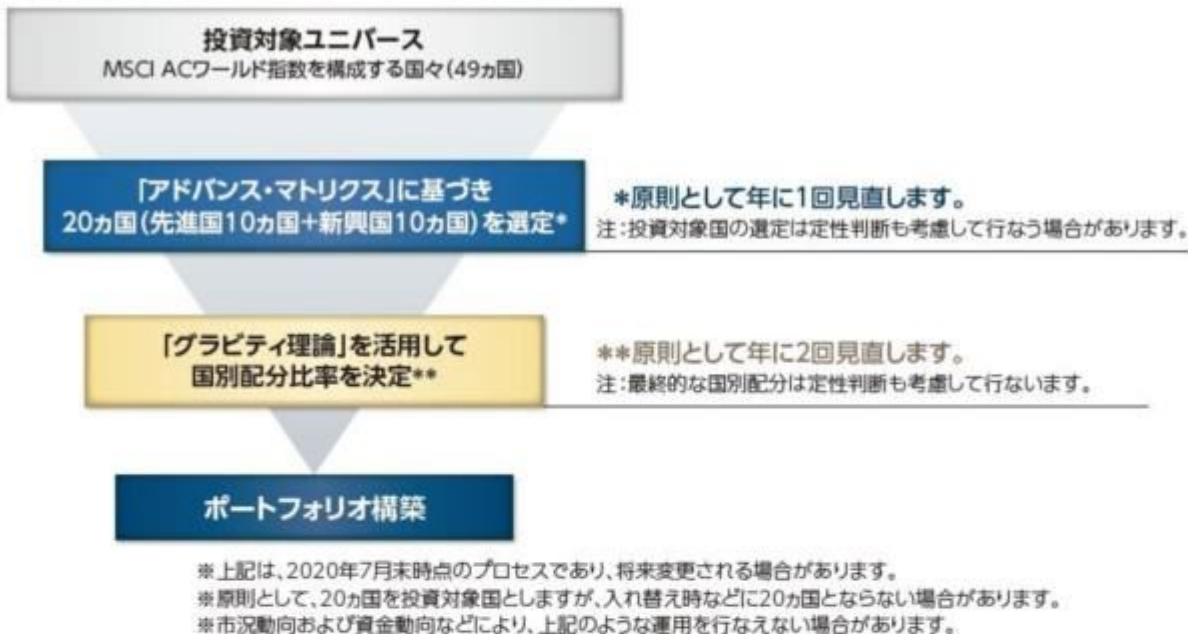 投資対象ユニバース
MSCI ACワールド指数を構成する国々(49ヵ国)
「アドバンス・マトリクス」に基づき
20ヵ国(先進国10ヵ国+新興国10ヵ国)を選定*
*原則として年に1回見直します。
注:投資対象国の選定は定性判断も考慮して行なう場合があります。
「グラビティ理論」を活用して
国別配分比率を決定**
**原則として年に2回見直します。
注:最終的な国別配分は定性判断も考慮して行ないます。
ポートフォリオ構築
※上記は、2020年7月末時点のプロセスであり、将来変更される場合があります。
※原則として、20ヵ国を投資対象国としますが、入れ替え時などに20ヵ国とならない場合があります。
※市況動向および資金動向などにより、上記のような運用を行なえない場合があります。